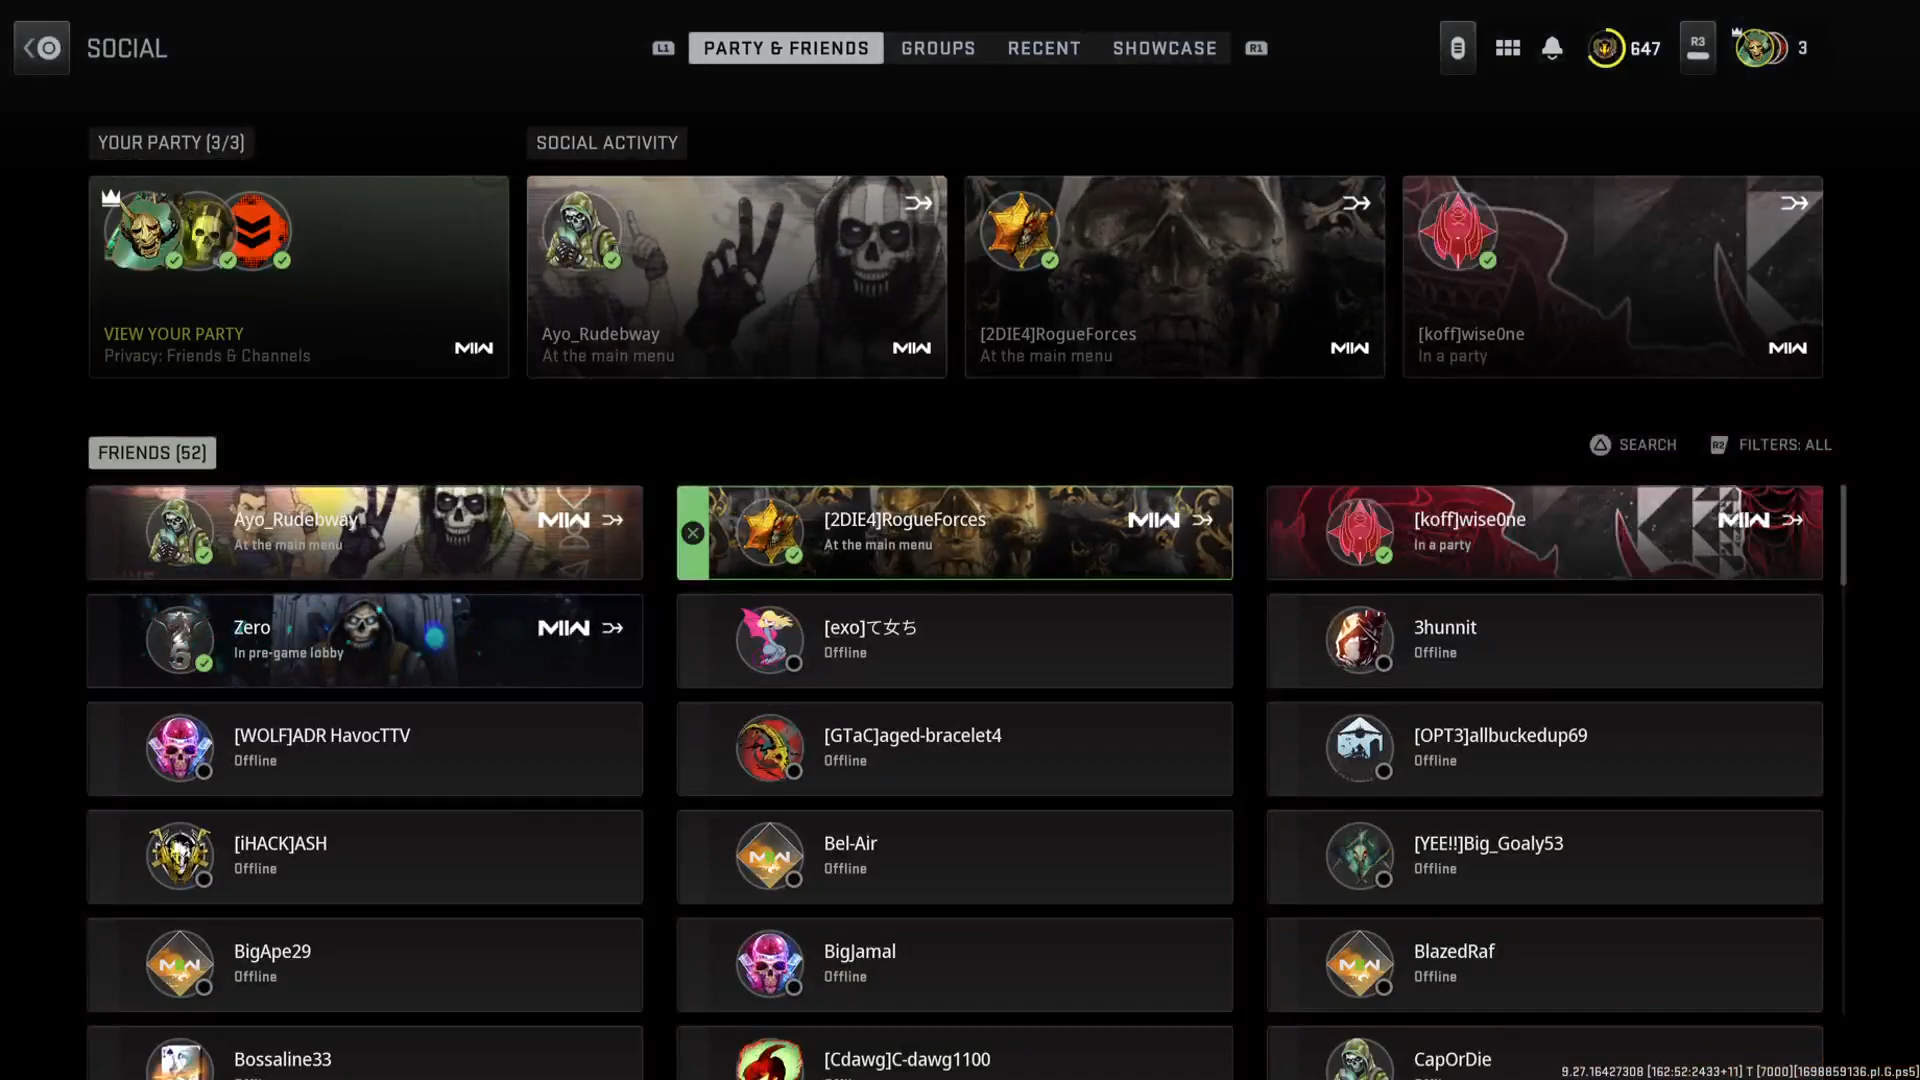 SOCIAL
L1
PARTY & FRIENDS
GROUPS
RECENT
SHOWCASE
R1
647
R3
3
YOUR PARTY (3/3)
SOCIAL ACTIVITY
VIEW YOUR PARTY
Privacy: Friends & Channels
MW
Ayo_Rudebway
At the main menu
MW
[2DIE4]RogueForces
At the main menu
MW
[koff]wise0ne
In a party
MW
FRIENDS (52)
SEARCH
R2
FILTERS: ALL
Ayo_Rudebway
At the main menu
MW
[2DIE4]RogueForces
At the main menu
MW
[koff]wise0ne
In a party
MW
Zero
In pre-game lobby
MW
[exo]て女ち
Offline
3hunnit
Offline
[WOLF]ADR HavocTTV
Offline
[GTaC]aged-bracelet4
Offline
[OPT3]allbuckedup69
Offline
[iHACK]ASH
Offline
Bel-Air
Offline
[YEE!!]Big_Goaly53
Offline
BigApe29
Offline
BigJamal
Offline
BlazedRaf
Offline
Bossaline33
[Cdawg]C-dawg1100
CapOrDie
9.27.16427308 [162:52:2433+11] T [7000][1698859136.pl.G.ps5]